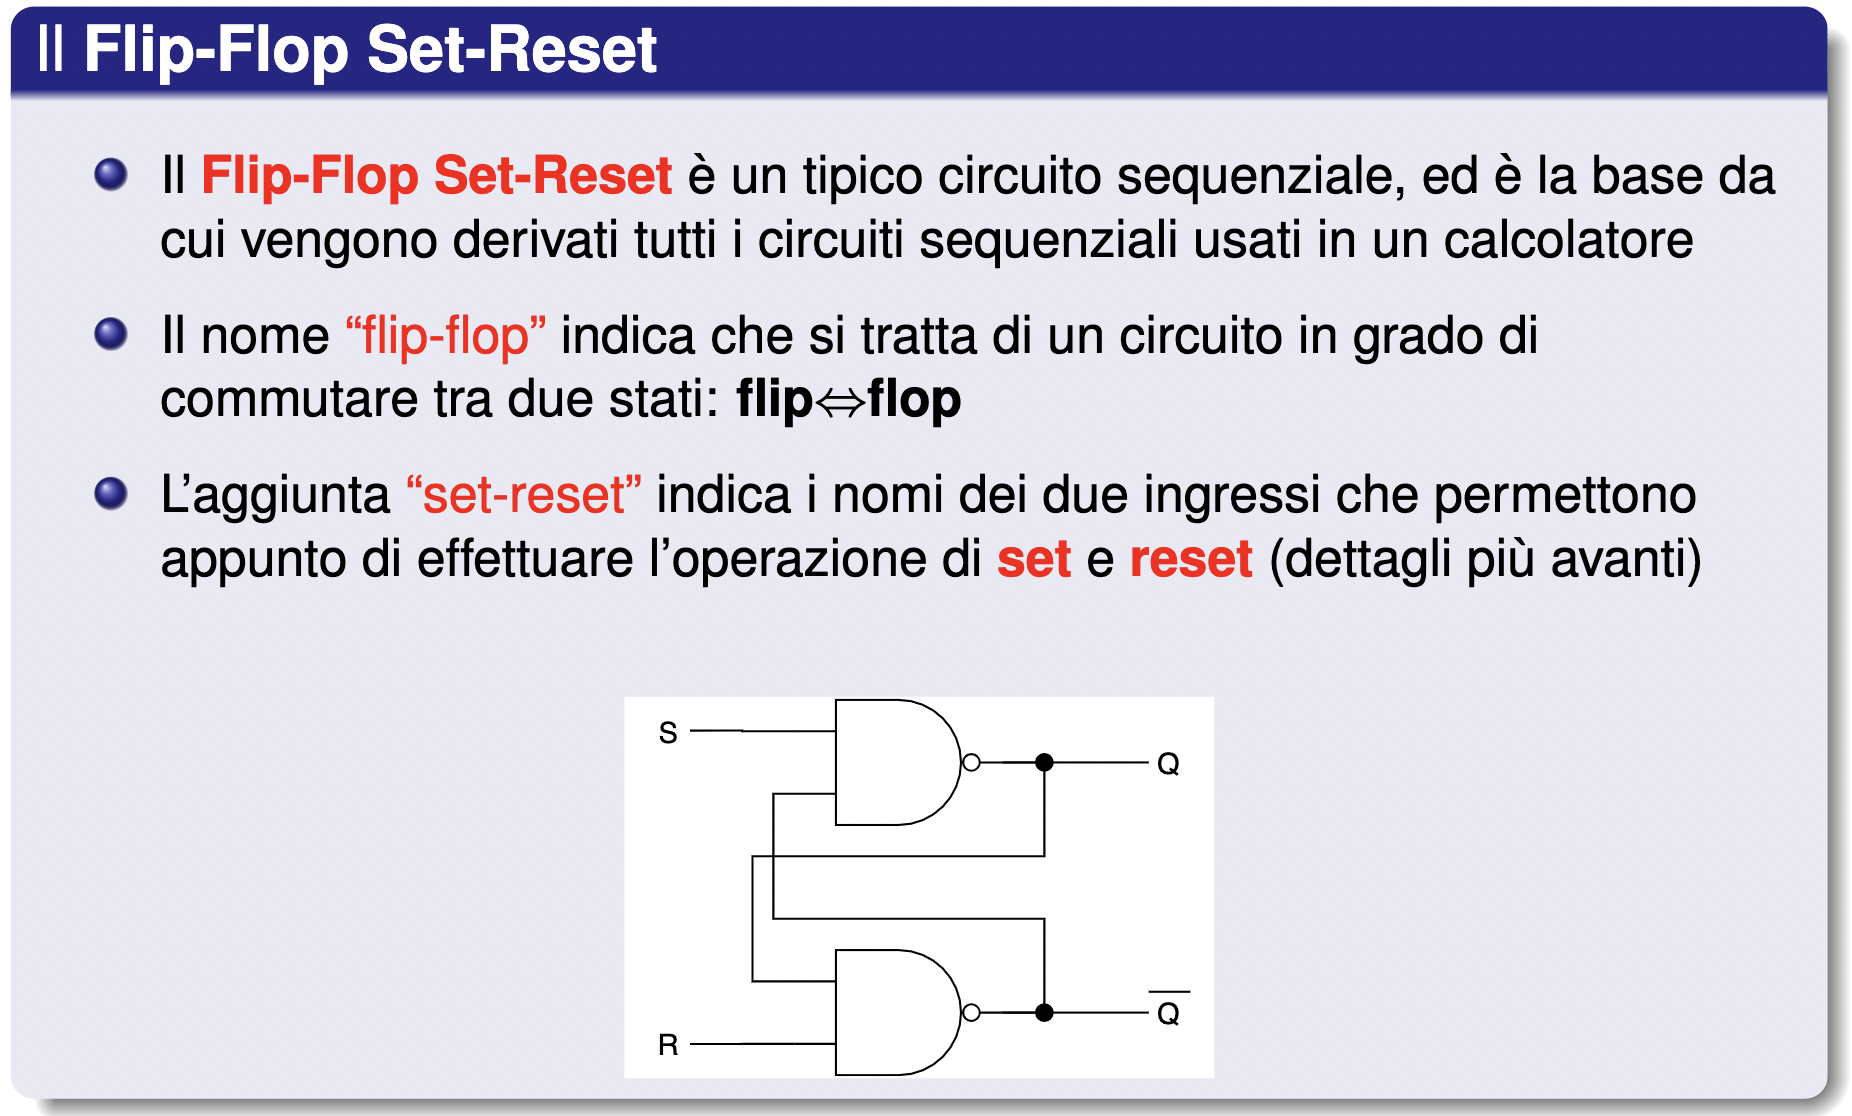 Il Flip-Flop Set-Reset
Il Flip-Flop Set-Reset è un tipico circuito sequenziale, ed è la base da
cui vengono derivati tutti i circuiti sequenziali usati in un calcolatore
Il nome “flip-flop” indica che si tratta di un circuito in grado di
commutare tra due stati: flip⇔flop
L’aggiunta “set-reset” indica i nomi dei due ingressi che permettono
appunto di effettuare l’operazione di set e reset (dettagli più avanti)
S
Q
Q̅
R